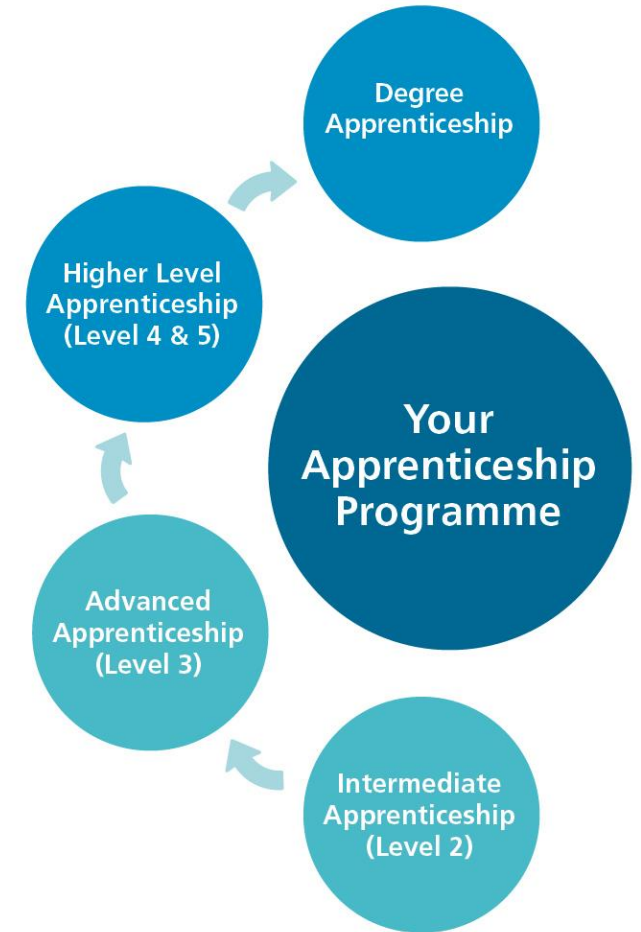 Degree
Apprenticeship
Higher Level
Apprenticeship
(Level 4 & 5)
Your
Apprenticeship
Programme
Advanced
Apprenticeship
(Level 3)
Intermediate
Apprenticeship
(Level 2)